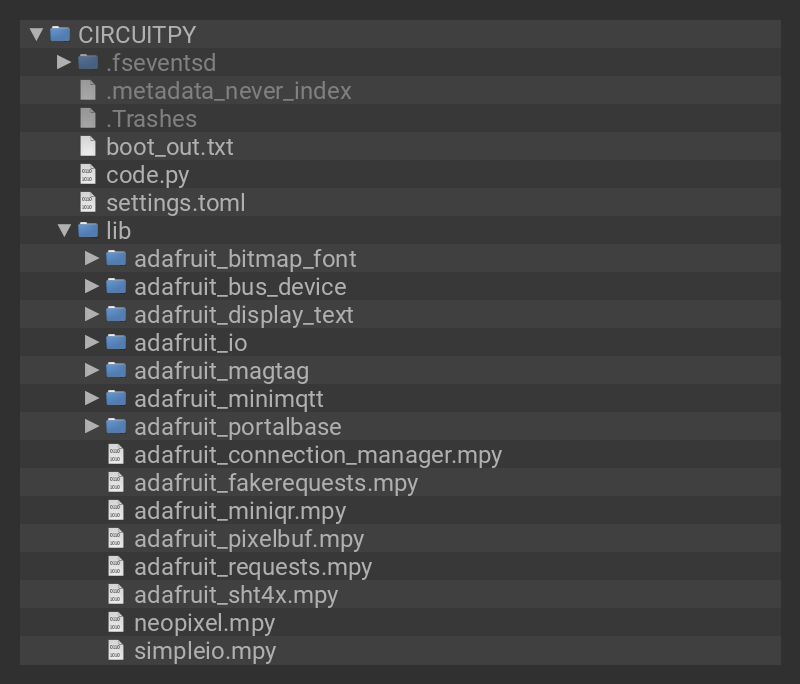 CIRCUITPY
.fseventsd
.metadata_never_index
.Trashes
boot_out.txt
code.py
settings.toml
lib
adafruit_bitmap_font
adafruit_bus_device
adafruit_display_text
adafruit_io
adafruit_magtag
adafruit_minimqtt
adafruit_portalbase
adafruit_connection_manager.mpy
adafruit_fakerequests.mpy
adafruit_miniqr.mpy
adafruit_pixelbuf.mpy
adafruit_requests.mpy
adafruit_sht4x.mpy
neopixel.mpy
simpleio.mpy